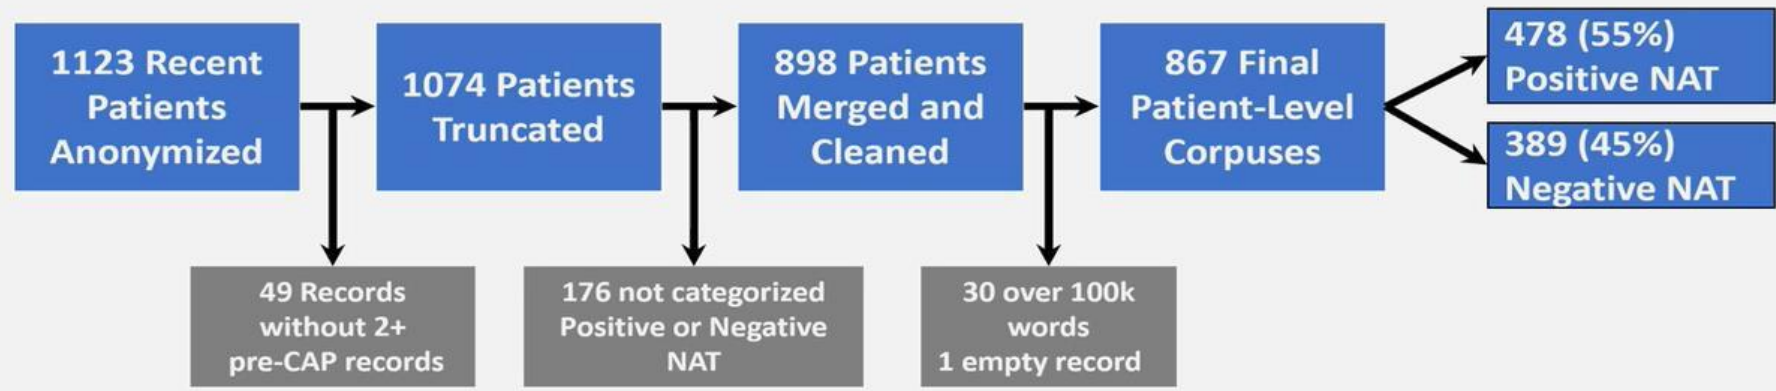 1123 Recent
Patients
Anonymized
1074 Patients
Truncated
898 Patients
Merged and
Cleaned
867 Final
Patient-Level
Corpuses
478 (55%)
Positive NAT
389 (45%)
Negative NAT
49 Records
without 2+
pre-CAP records
176 not categorized
Positive or Negative
NAT
30 over 100k
words
1 empty record